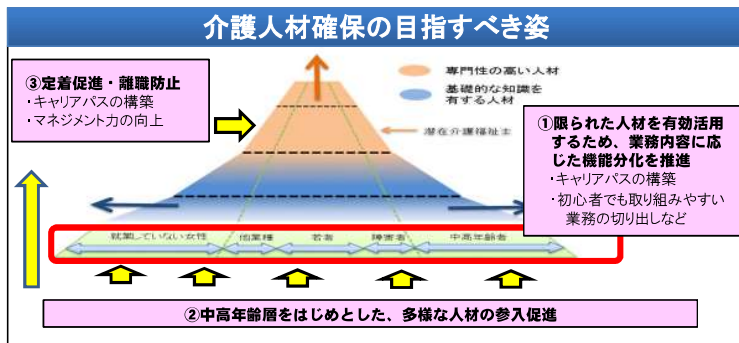 介護人材確保の目指すべき姿
③定着促進・離職防止
・キャリアパスの構築
・マネジメント力の向上
専門性の高い人材
基礎的な知識を
有する人材
潜在介護福祉士
①限られた人材を有効活用
するため、業務内容に応
じた機能分化を推進
・キャリアパスの構築
・初心者でも取り組みやすい
業務の切り出しなど
就業していない女性
他業種
若者
障害者
中高年齢者
②中高年齢層をはじめとした、多様な人材の参入促進